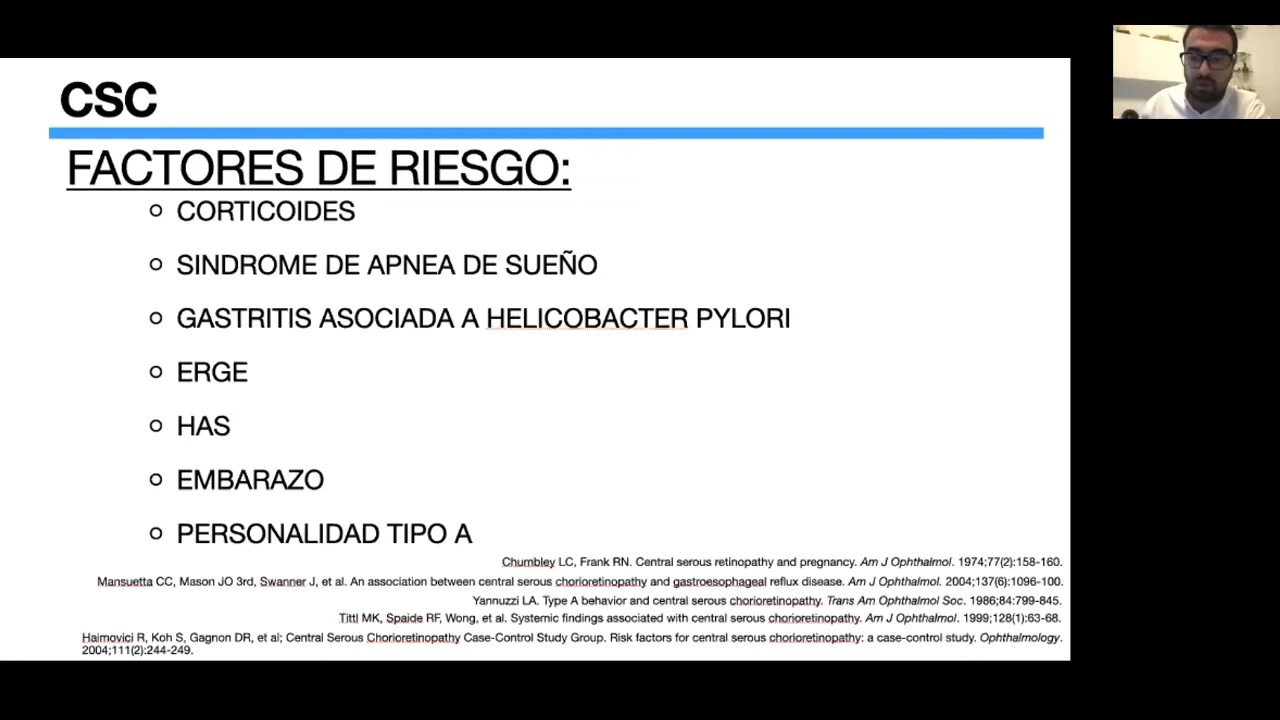 CSC
FACTORES DE RIESGO:
CORTICOIDES
SINDROME DE APNEA DE SUEÑO
GASTRITIS ASOCIADA A HELICOBACTER PYLORI
ERGE
HAS
EMBARAZO
PERSONALIDAD TIPO A
Chumbley LC, Frank RN. Central serous retinopathy and pregnancy. Am J Ophthalmol. 1974;77(2):158-160.
Mansuetta CC, Mason JO 3rd, Swanner J, et al. An association between central serous chorioretinopathy and gastroesophageal reflux disease. Am J Ophthalmol. 2004;137(6):1096-100.
Yannuzzi LA. Type A behavior and central serous chorioretinopathy. Trans Am Ophthalmol Soc. 1986;84:799-845.
Tittl MK, Spaide RF, Wong, et al. Systemic findings associated with central serous chorioretinopathy. Am J Ophthalmol. 1999;128(1):63-68.
Haimovici R, Koh S, Gagnon DR, et al; Central Serous Chorioretinopathy Case-Control Study Group. Risk factors for central serous chorioretinopathy: a case-control study. Ophthalmology.
2004;111(2):244-249.